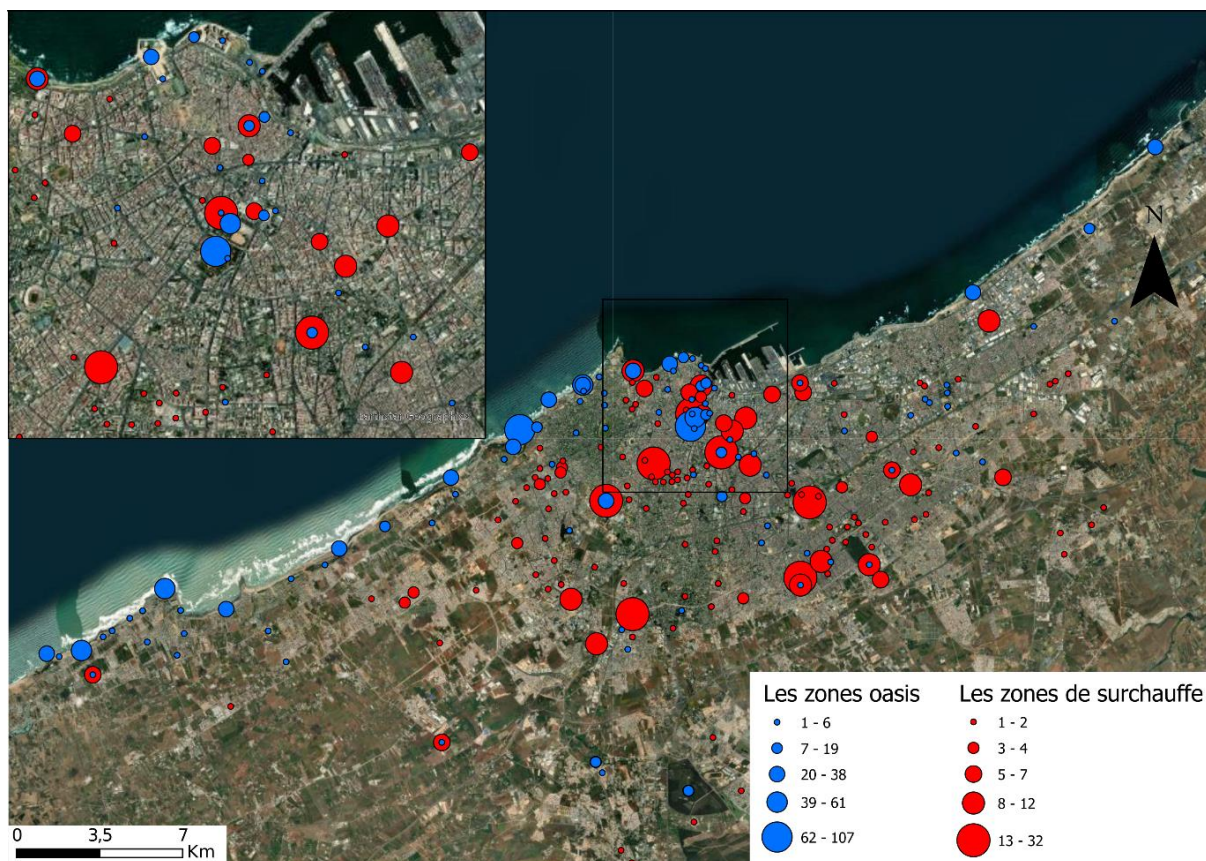 N
Les zones oasis
1 - 6
7 - 19
20 - 38
39 - 61
62 - 107
Les zones de surchauffe
1 - 2
3 - 4
5 - 7
8 - 12
13 - 32
0 3,5 7
Km